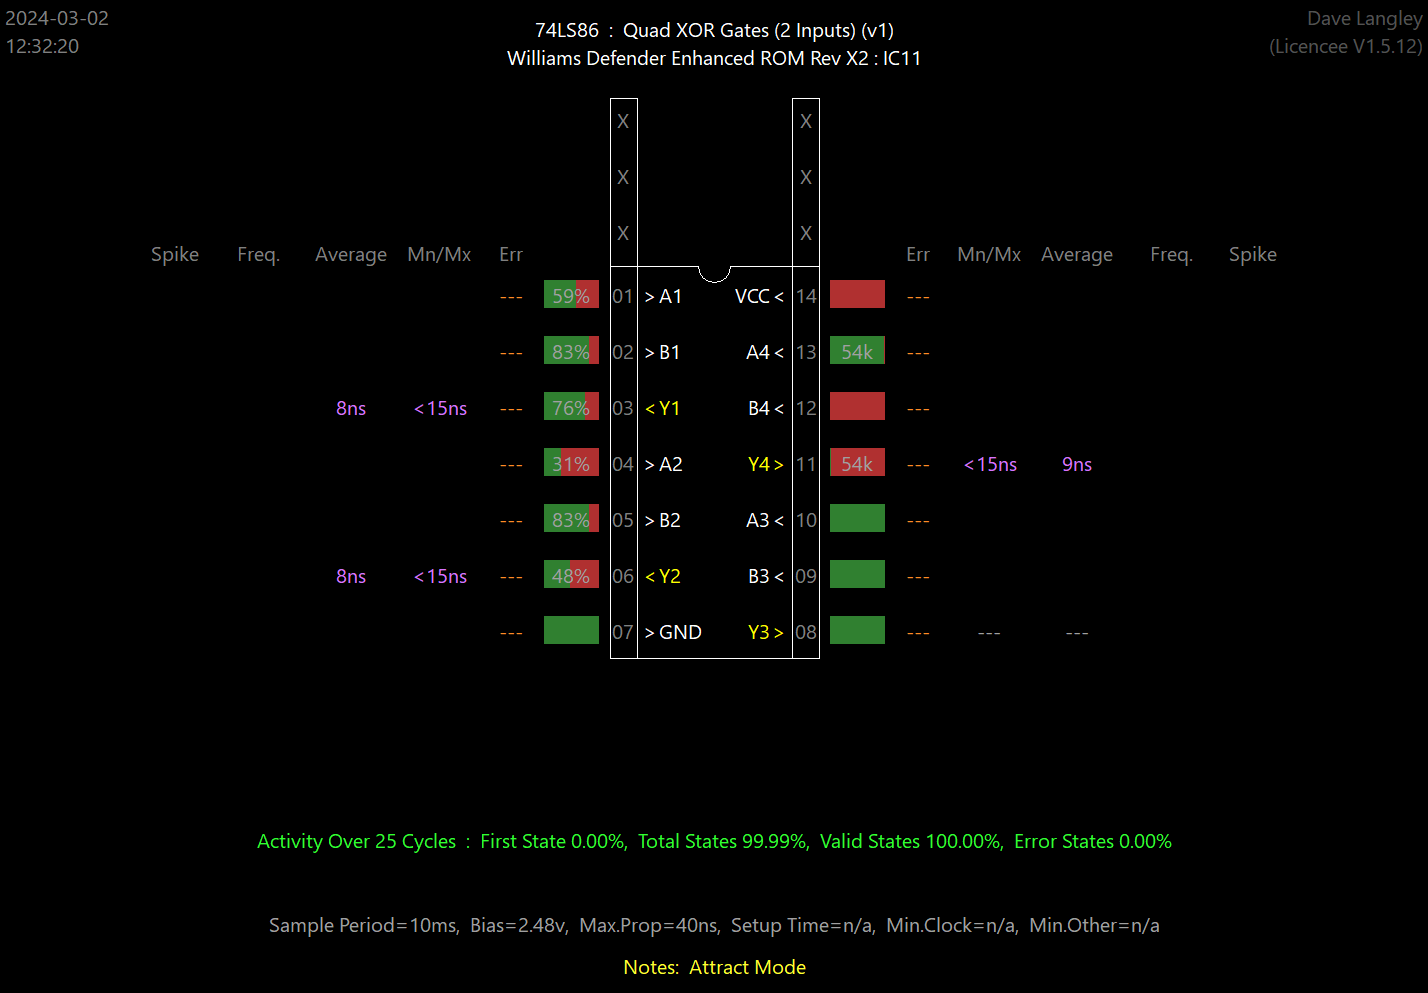 2024-03-02
12:32:20
74LS86 : Quad XOR Gates (2 Inputs) (v1)
Williams Defender Enhanced ROM Rev X2 : IC11
Dave Langley
(Licencee V1.5.12)
X X
X X
X X
Spike Freq. Average Mn/Mx Err Err Mn/Mx Average Freq. Spike
--- 59% 01 > A1 VCC < 14 ---
--- 83% 02 > B1 A4 < 13 54k ---
8ns <15ns --- 76% 03 < Y1 B4 < 12 ---
--- 31% 04 > A2 Y4 > 11 54k --- <15ns 9ns
--- 83% 05 > B2 A3 < 10 ---
8ns <15ns --- 48% 06 < Y2 B3 < 09 ---
--- 07 > GND Y3 > 08 --- --- ---
Activity Over 25 Cycles : First State 0.00%, Total States 99.99%, Valid States 100.00%, Error States 0.00%
Sample Period=10ms, Bias=2.48v, Max.Prop=40ns, Setup Time=n/a, Min.Clock=n/a, Min.Other=n/a
Notes: Attract Mode